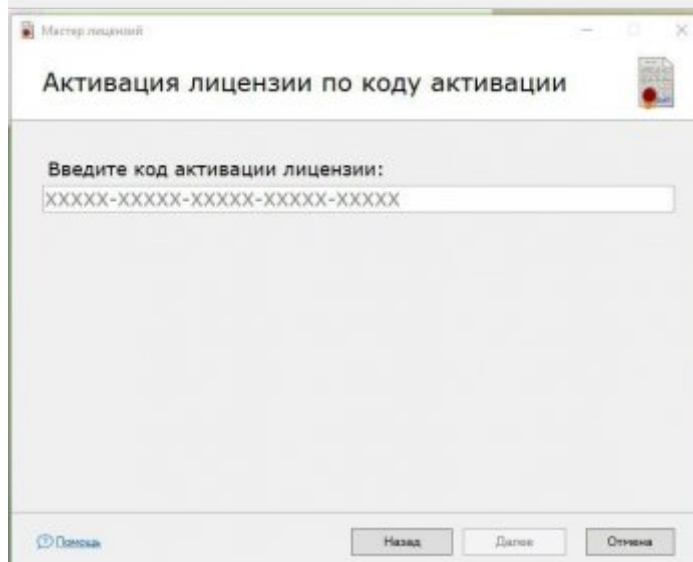 Мастер лицензий
Активация лицензии по коду активации
Введите код активации лицензии:
XXXXX-XXXXX-XXXXX-XXXXX-XXXXX
Помощь
Назад
Далее
Отмена